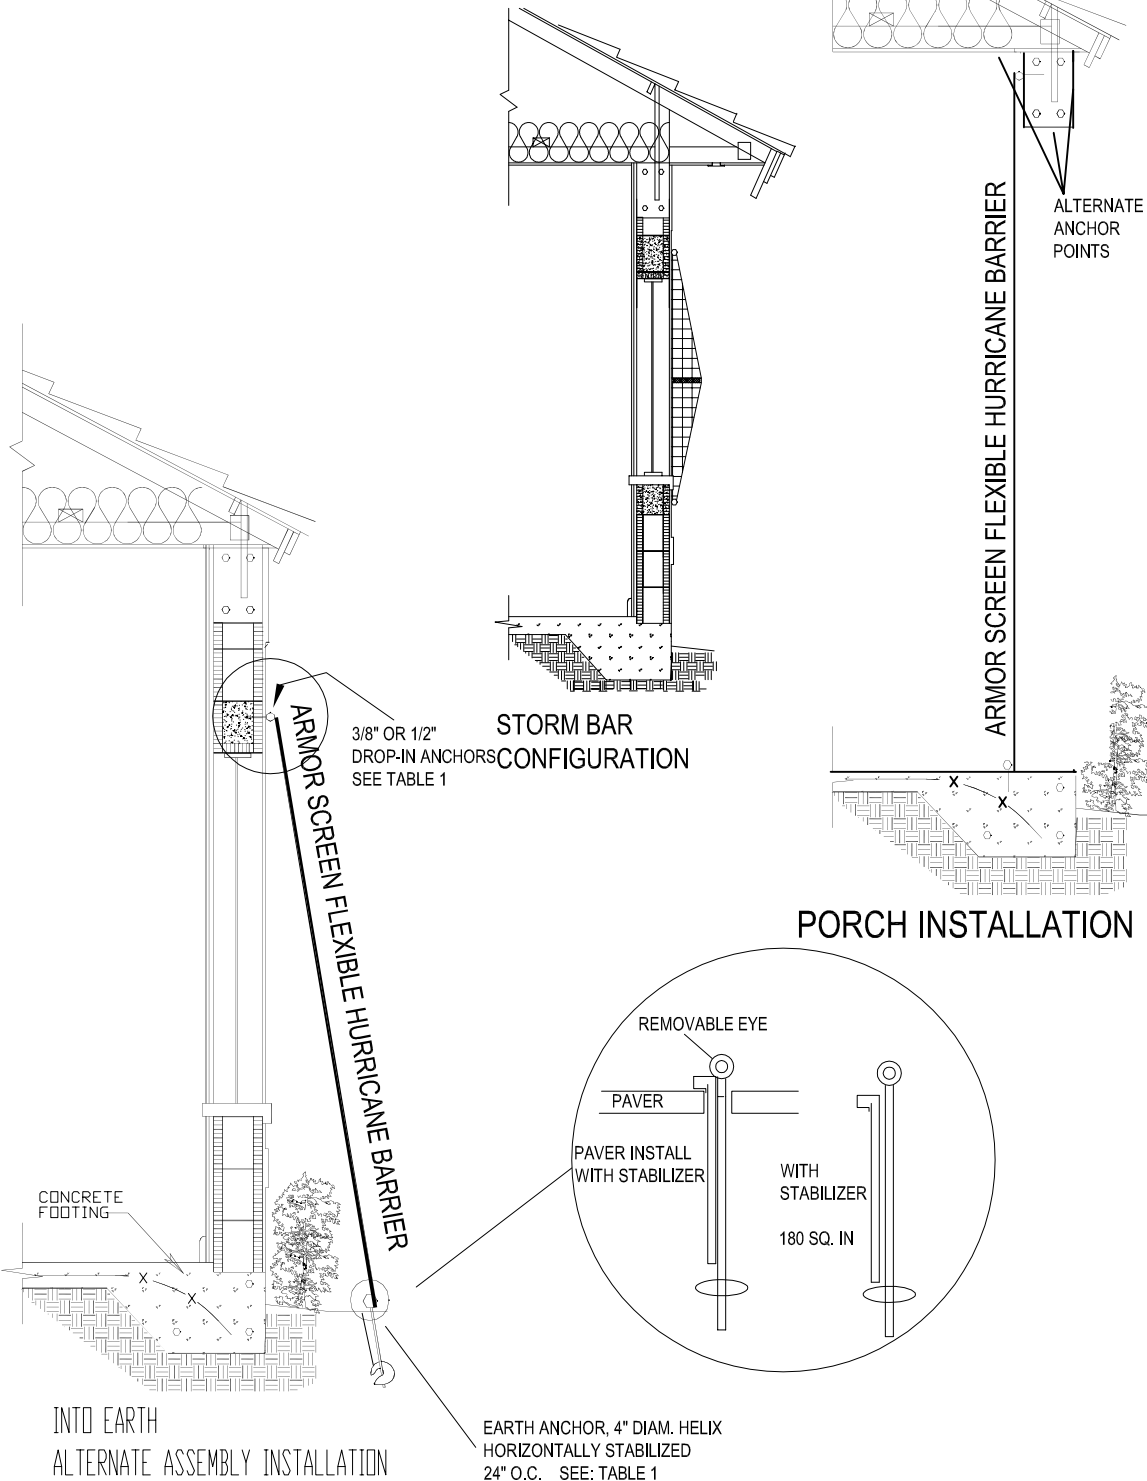 ALTERNATE
ANCHOR
POINTS
ARMOR SCREEN FLEXIBLE HURRICANE BARRIER
STORM BAR
CONFIGURATION
3/8" OR 1/2"
DROP-IN ANCHORS
SEE TABLE 1
ARMOR SCREEN FLEXIBLE HURRICANE BARRIER
X
X
PORCH INSTALLATION
REMOVABLE EYE
PAVER
PAVER INSTALL
WITH STABILIZER
WITH
STABILIZER
180 SQ. IN
CONCRETE
FOOTING
X
X
INTO EARTH
ALTERNATE ASSEMBLY INSTALLATION
EARTH ANCHOR, 4" DIAM. HELIX
HORIZONTALLY STABILIZED
24" O.C. SEE: TABLE 1